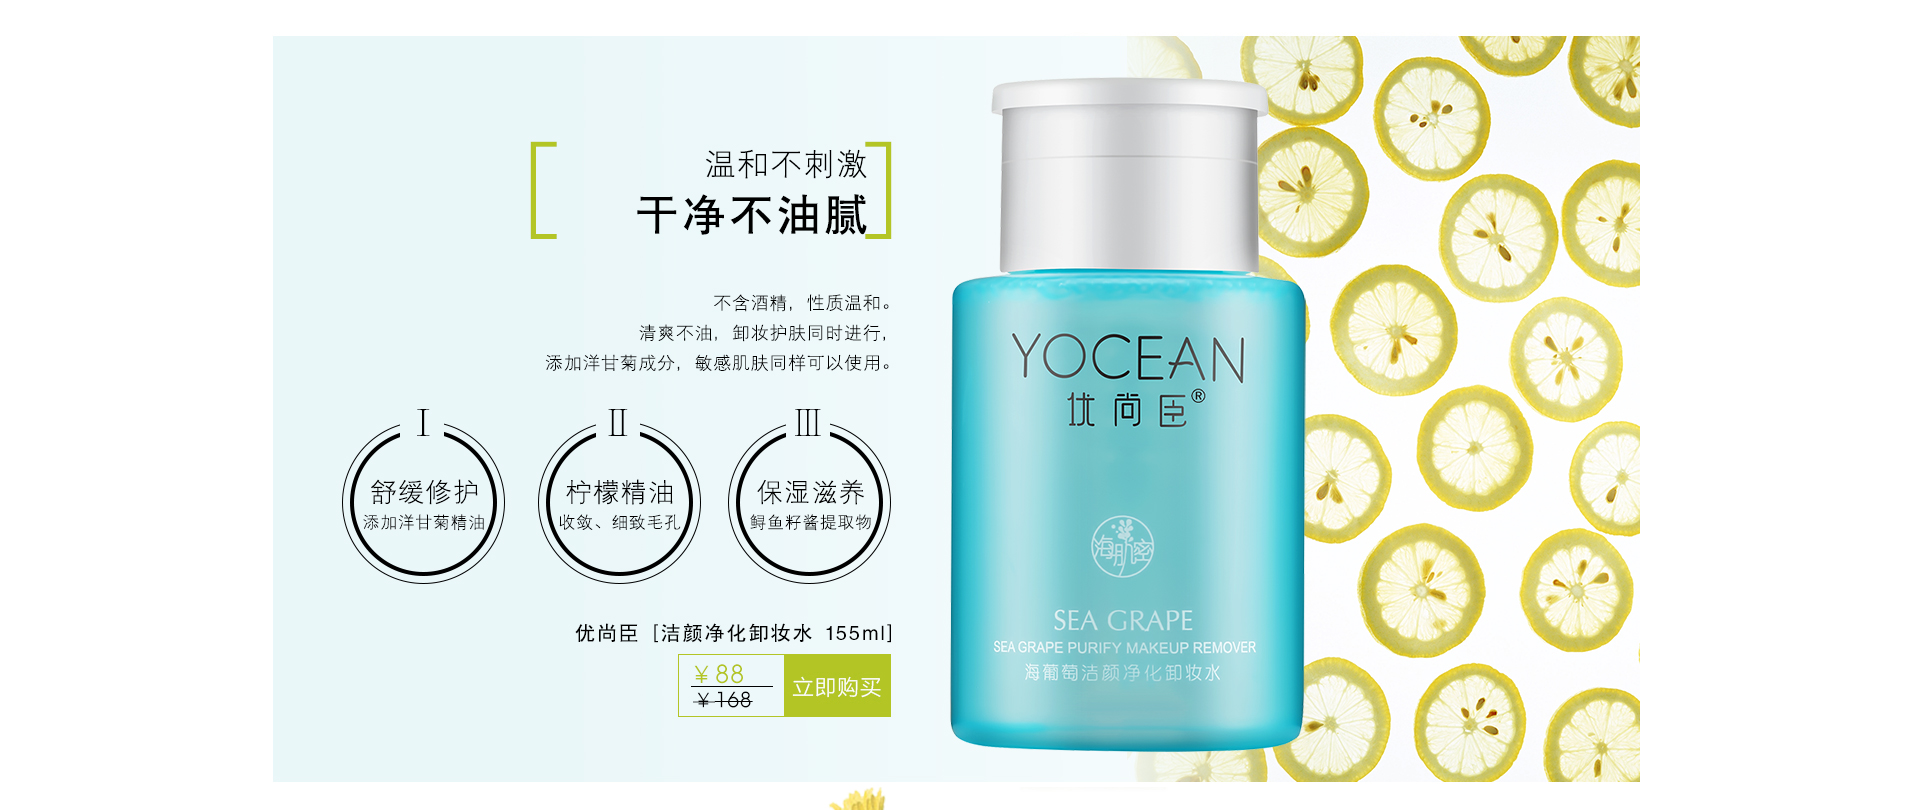 温和不刺激
干净不油腻
不含酒精，性质温和。
清爽不油，卸妆护肤同时进行，
添加洋甘菊成分，敏感肌肤同样可以使用。
I
舒缓修护
添加洋甘菊精油
II
柠檬精油
收敛、细致毛孔
III
保湿滋养
鲟鱼籽酱提取物
优尚臣 [洁颜净化卸妆水 155ml]
¥ 88
¥ 168
立即购买
YOCEAN
优尚臣®
海肌密
SEA GRAPE
SEA GRAPE PURIFY MAKEUP REMOVER
海葡萄洁颜净化卸妆水